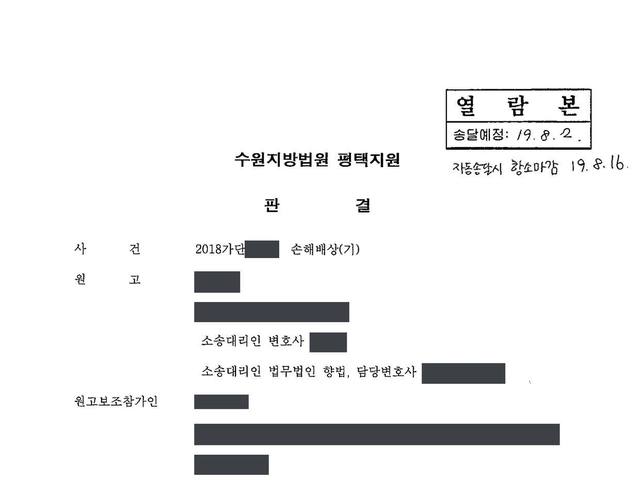 열 람 본
송달예정: 19. 8. 2.
자동송달시 항소마감 19. 8. 16.
수원지방법원 평택지원
판 결
사 건 2018가단 손해배상(기)
원 고
소송대리인 변호사
소송대리인 법무법인 향법, 담당변호사
원고보조참가인